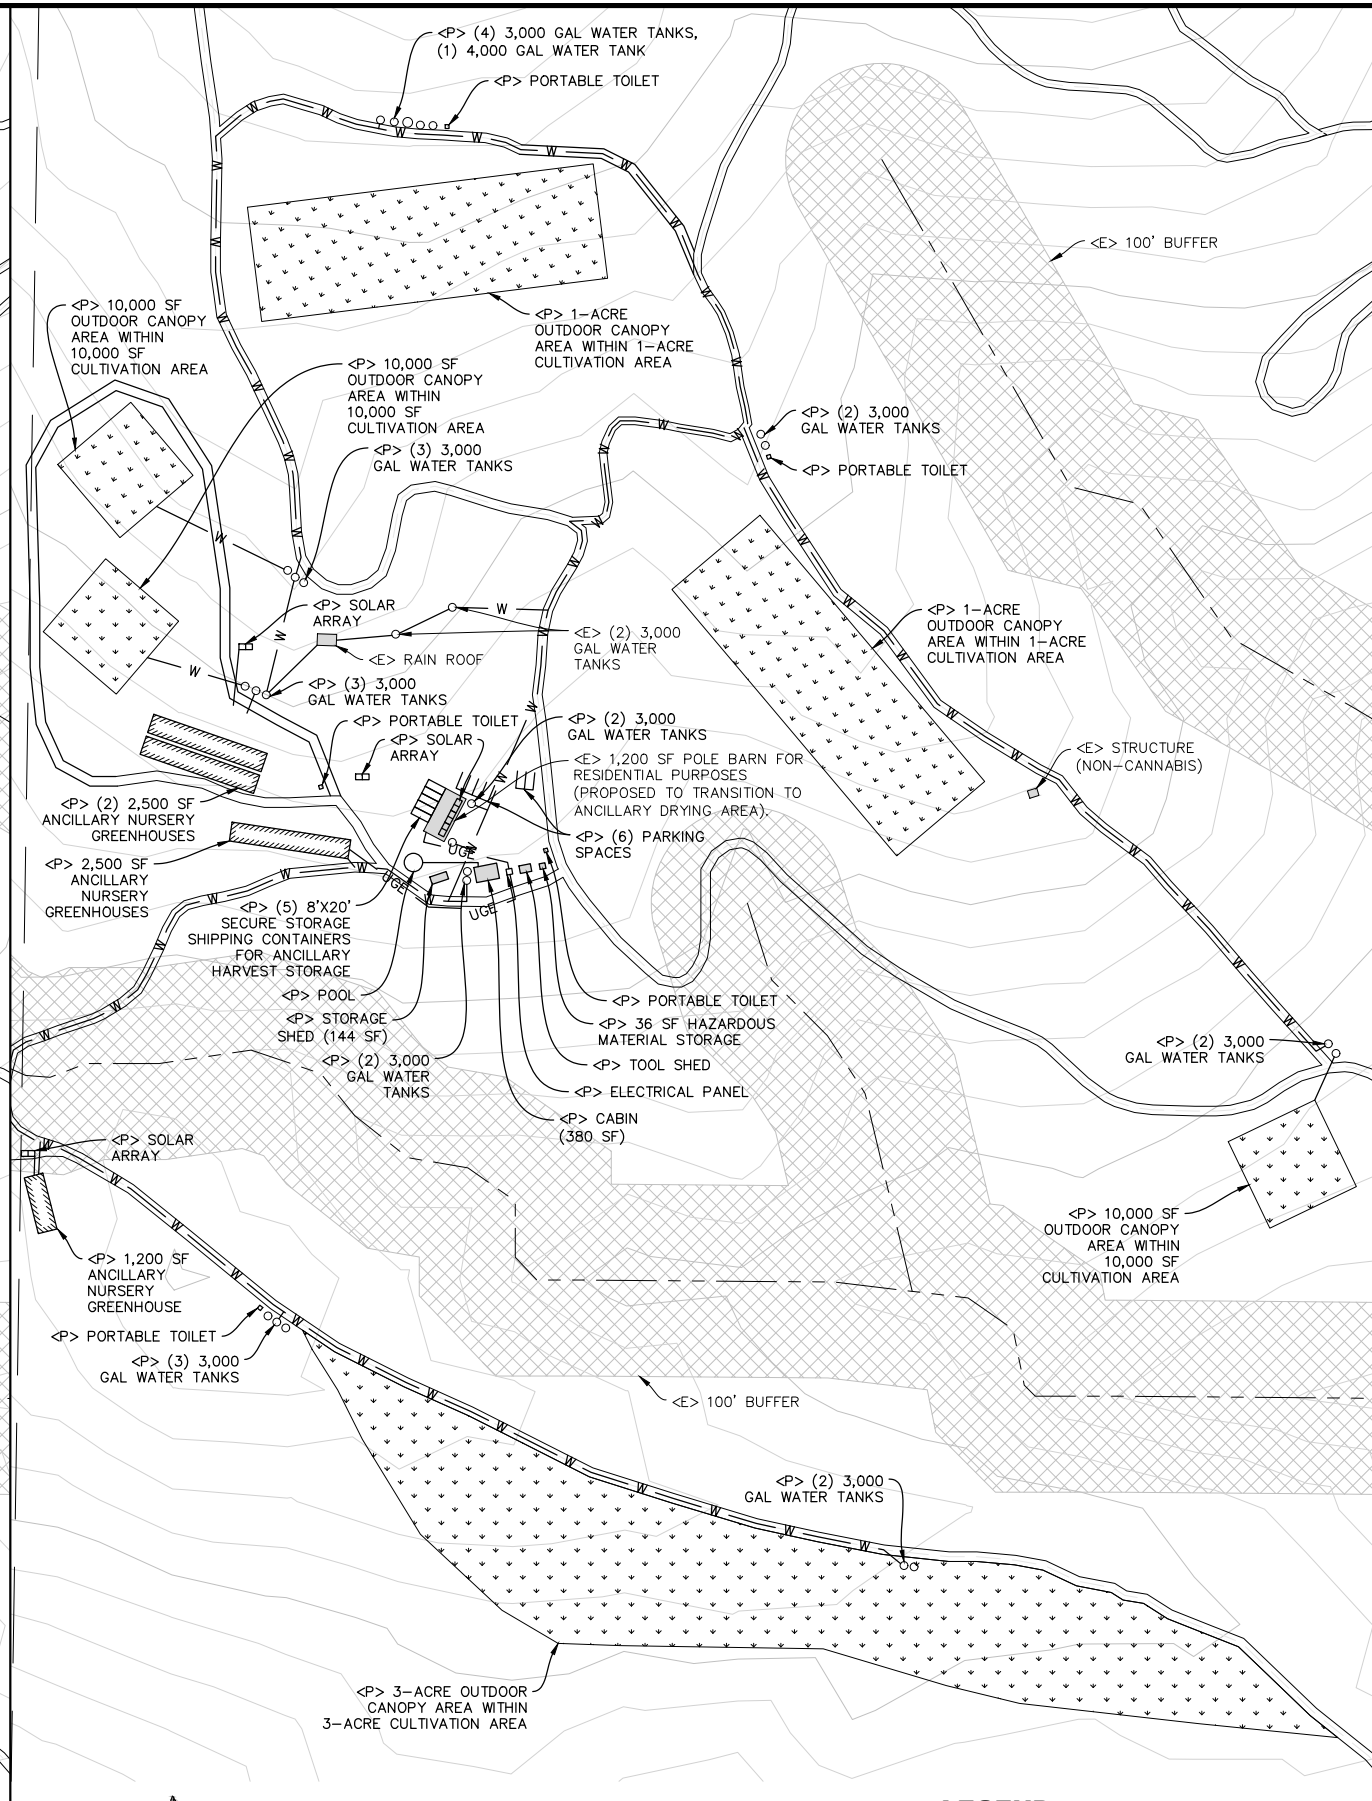 <P> (4) 3,000 GAL WATER TANKS,
(1) 4,000 GAL WATER TANK
<P> PORTABLE TOILET
<E> 100' BUFFER
<P> 10,000 SF
OUTDOOR CANOPY
AREA WITHIN
10,000 SF
CULTIVATION AREA
<P> 1-ACRE
OUTDOOR CANOPY
AREA WITHIN 1-ACRE
CULTIVATION AREA
<P> 10,000 SF
OUTDOOR CANOPY
AREA WITHIN
10,000 SF
CULTIVATION AREA
<P> (3) 3,000
GAL WATER TANKS
<P> (2) 3,000
GAL WATER TANKS
<P> PORTABLE TOILET
<P> SOLAR
ARRAY
<E> RAIN ROOF
<E> (2) 3,000
GAL WATER
TANKS
<P> 1-ACRE
OUTDOOR CANOPY
AREA WITHIN 1-ACRE
CULTIVATION AREA
<P> (3) 3,000
GAL WATER TANKS
<P> PORTABLE TOILET
<P> SOLAR
ARRAY
<P> (2) 3,000
GAL WATER TANKS
<E> 1,200 SF POLE BARN FOR
RESIDENTIAL PURPOSES
(PROPOSED TO TRANSITION TO
ANCILLARY DRYING AREA).
<E> STRUCTURE
(NON-CANNABIS)
<P> (2) 2,500 SF
ANCILLARY NURSERY
GREENHOUSES
<P> (6) PARKING
SPACES
<P> 2,500 SF
ANCILLARY
NURSERY
GREENHOUSES
UGE
UGE
UGE
<P> (5) 8'X20'
SECURE STORAGE
SHIPPING CONTAINERS
FOR ANCILLARY
HARVEST STORAGE
<P> POOL
<P> STORAGE
SHED (144 SF)
<P> (2) 3,000
GAL WATER
TANKS
<P> PORTABLE TOILET
<P> 36 SF HAZARDOUS
MATERIAL STORAGE
<P> TOOL SHED
<P> ELECTRICAL PANEL
<P> CABIN
(380 SF)
<P> (2) 3,000
GAL WATER TANKS
<P> SOLAR
ARRAY
<P> 10,000 SF
OUTDOOR CANOPY
AREA WITHIN
10,000 SF
CULTIVATION AREA
<P> 1,200 SF
ANCILLARY
NURSERY
GREENHOUSE
<P> PORTABLE TOILET
<P> (3) 3,000
GAL WATER TANKS
<E> 100' BUFFER
<P> (2) 3,000
GAL WATER TANKS
<P> 3-ACRE OUTDOOR
CANOPY AREA WITHIN
3-ACRE CULTIVATION AREA